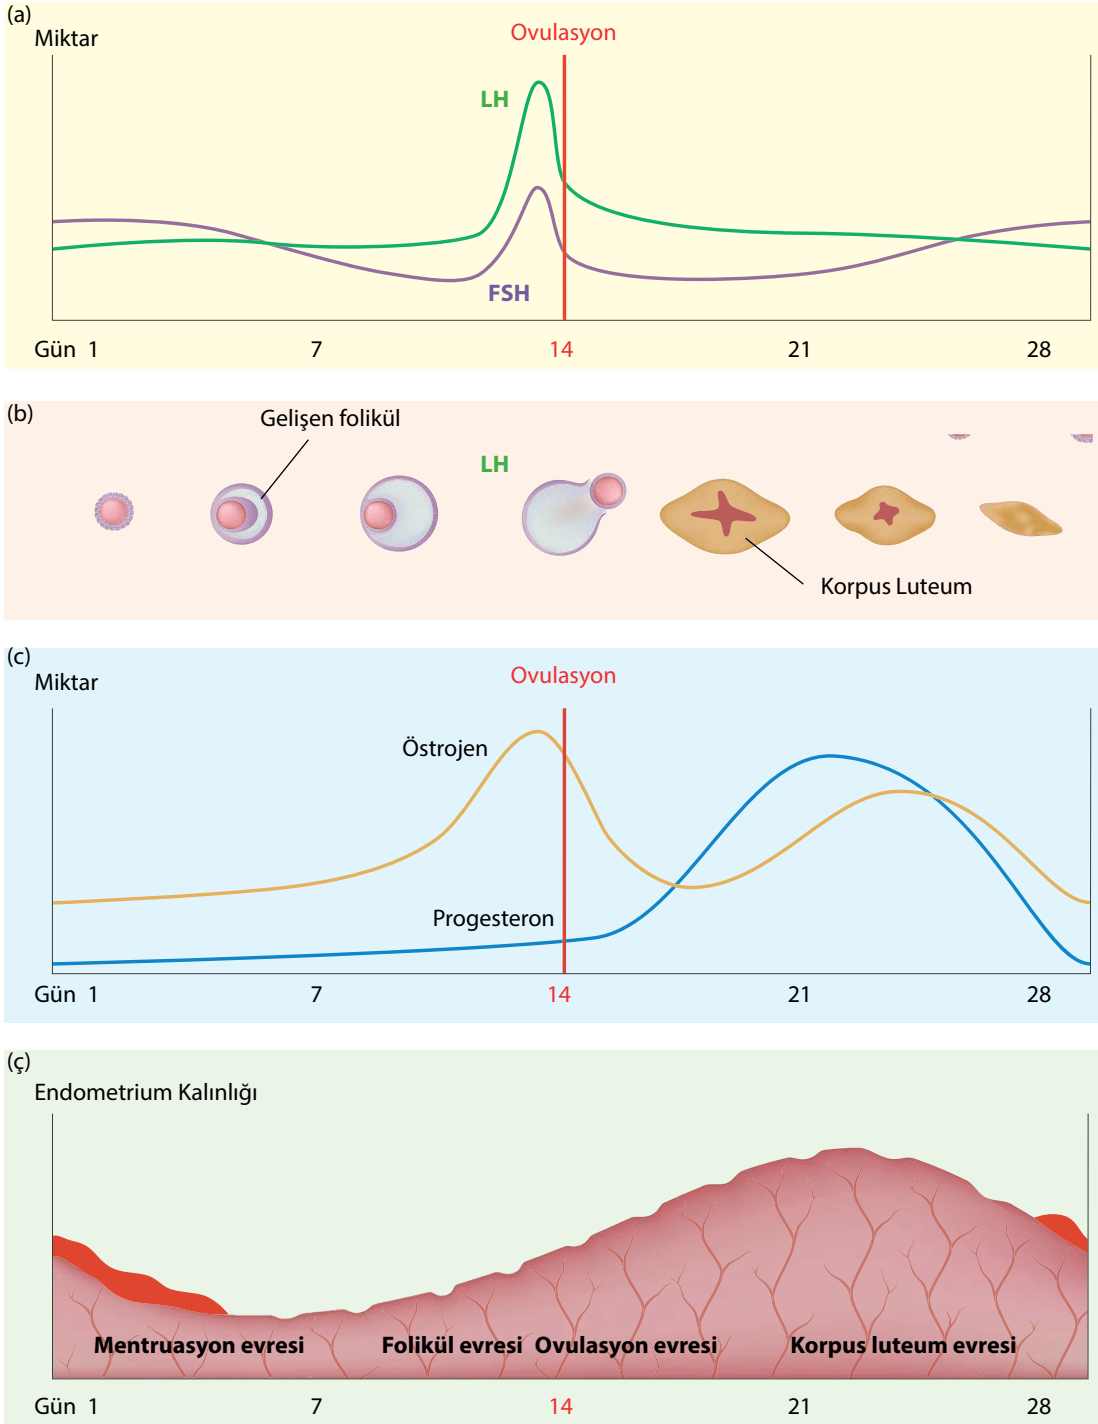 (a)
Miktar
Ovulasyon
LH
FSH
Gün 1 7 14 21 28
(b)
Gelişen folikül
LH
Korpus Luteum
(c)
Miktar
Ovulasyon
Östrojen
Progesteron
Gün 1 7 14 21 28
(ç)
Endometrium Kalınlığı
Mentruasyon evresi Folikül evresi Ovulasyon evresi Korpus luteum evresi
Gün 1 7 14 21 28